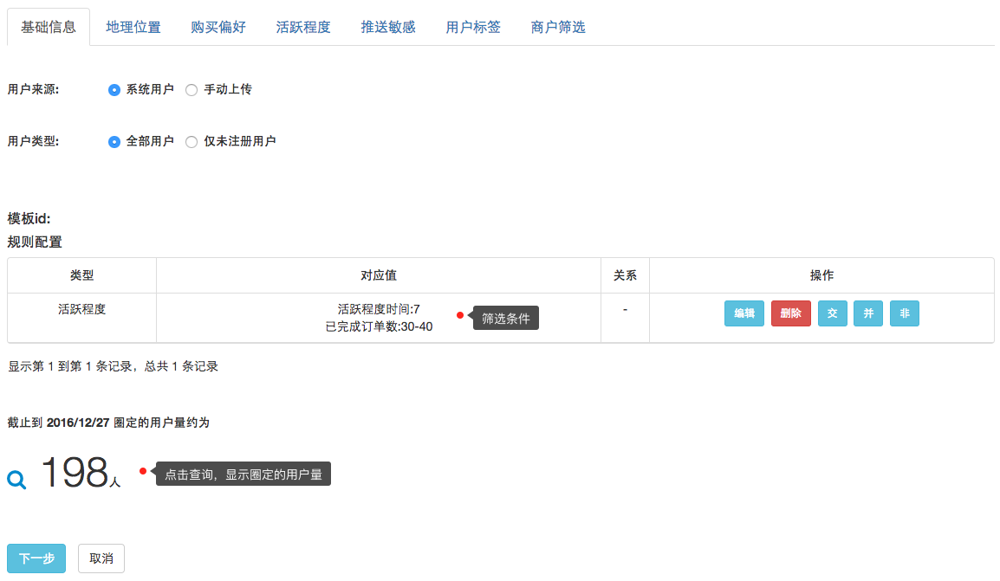 基础信息 地理位置 购买偏好 活跃程度 推送敏感 用户标签 商户筛选
用户来源: 系统用户 手动上传
用户类型: 全部用户 仅未注册用户
模板id:
规则配置
类型 对应值 关系 操作
活跃程度 活跃程度时间:7 - 编辑 删除 交 并 非
已完成订单数:30-40 筛选条件
显示第 1 到第 1 条记录，总共 1 条记录
截止到 2016/12/27 圈定的用户量约为
198人 点击查询，显示圈定的用户量
下一步 取消